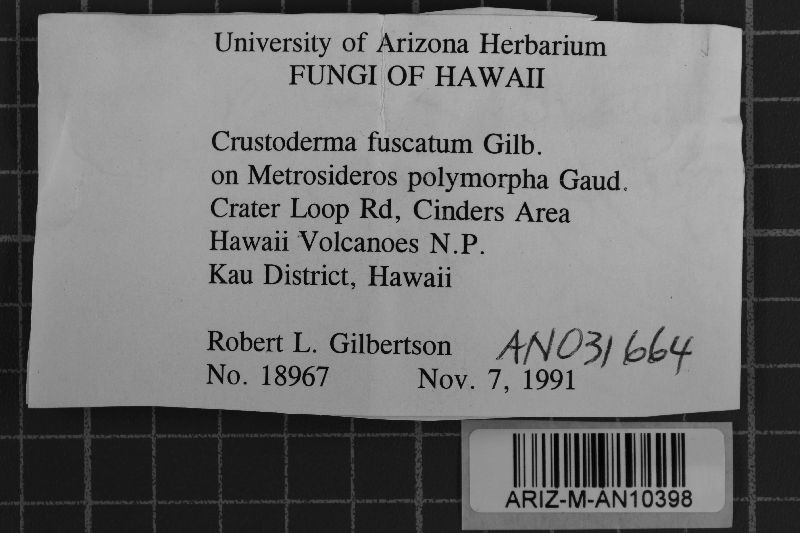 University of Arizona Herbarium
FUNGI OF HAWAII
Crustoderma fuscatum Gilb.
on Metrosideros polymorpha Gaud.
Crater Loop Rd, Cinders Area
Hawaii Volcanoes N.P.
Kau District, Hawaii
Robert L. Gilbertson AN031664
No. 18967 Nov. 7, 1991
ARIZ-M-AN10398